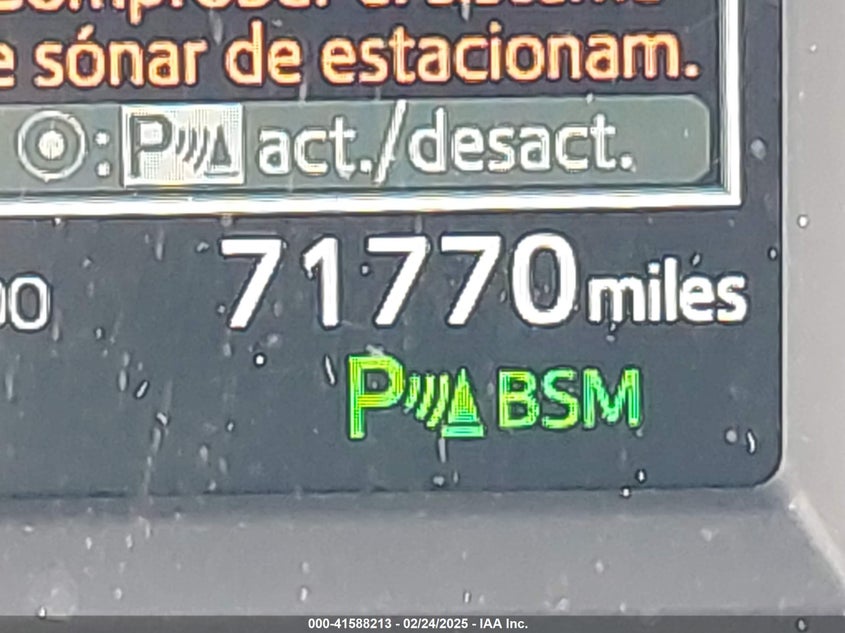 e sónar de estacionam.
: P act./desact.
71770 miles
P BSM
000-41588213 - 02/24/2025 - IAA Inc.